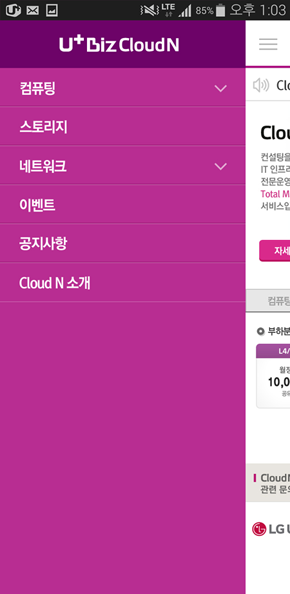 LTE 85% 오후 1:03
U+ Biz Cloud N
컴퓨팅
스토리지
네트워크
이벤트
공지사항
Cloud N 소개
Clo
Clou
컨설팅을
IT 인프라
전문운영
Total M
서비스입
자세
컴퓨팅
부하분
L4/
월정
10,0
Cloud N
관련 문의
LG U